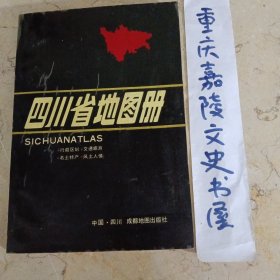 四川省地图册
SICHUANATLAS
·行政区划·交通旅游
·名土特产·风土人情
中国·四川 成都地图出版社
重庆嘉陵文史书屋